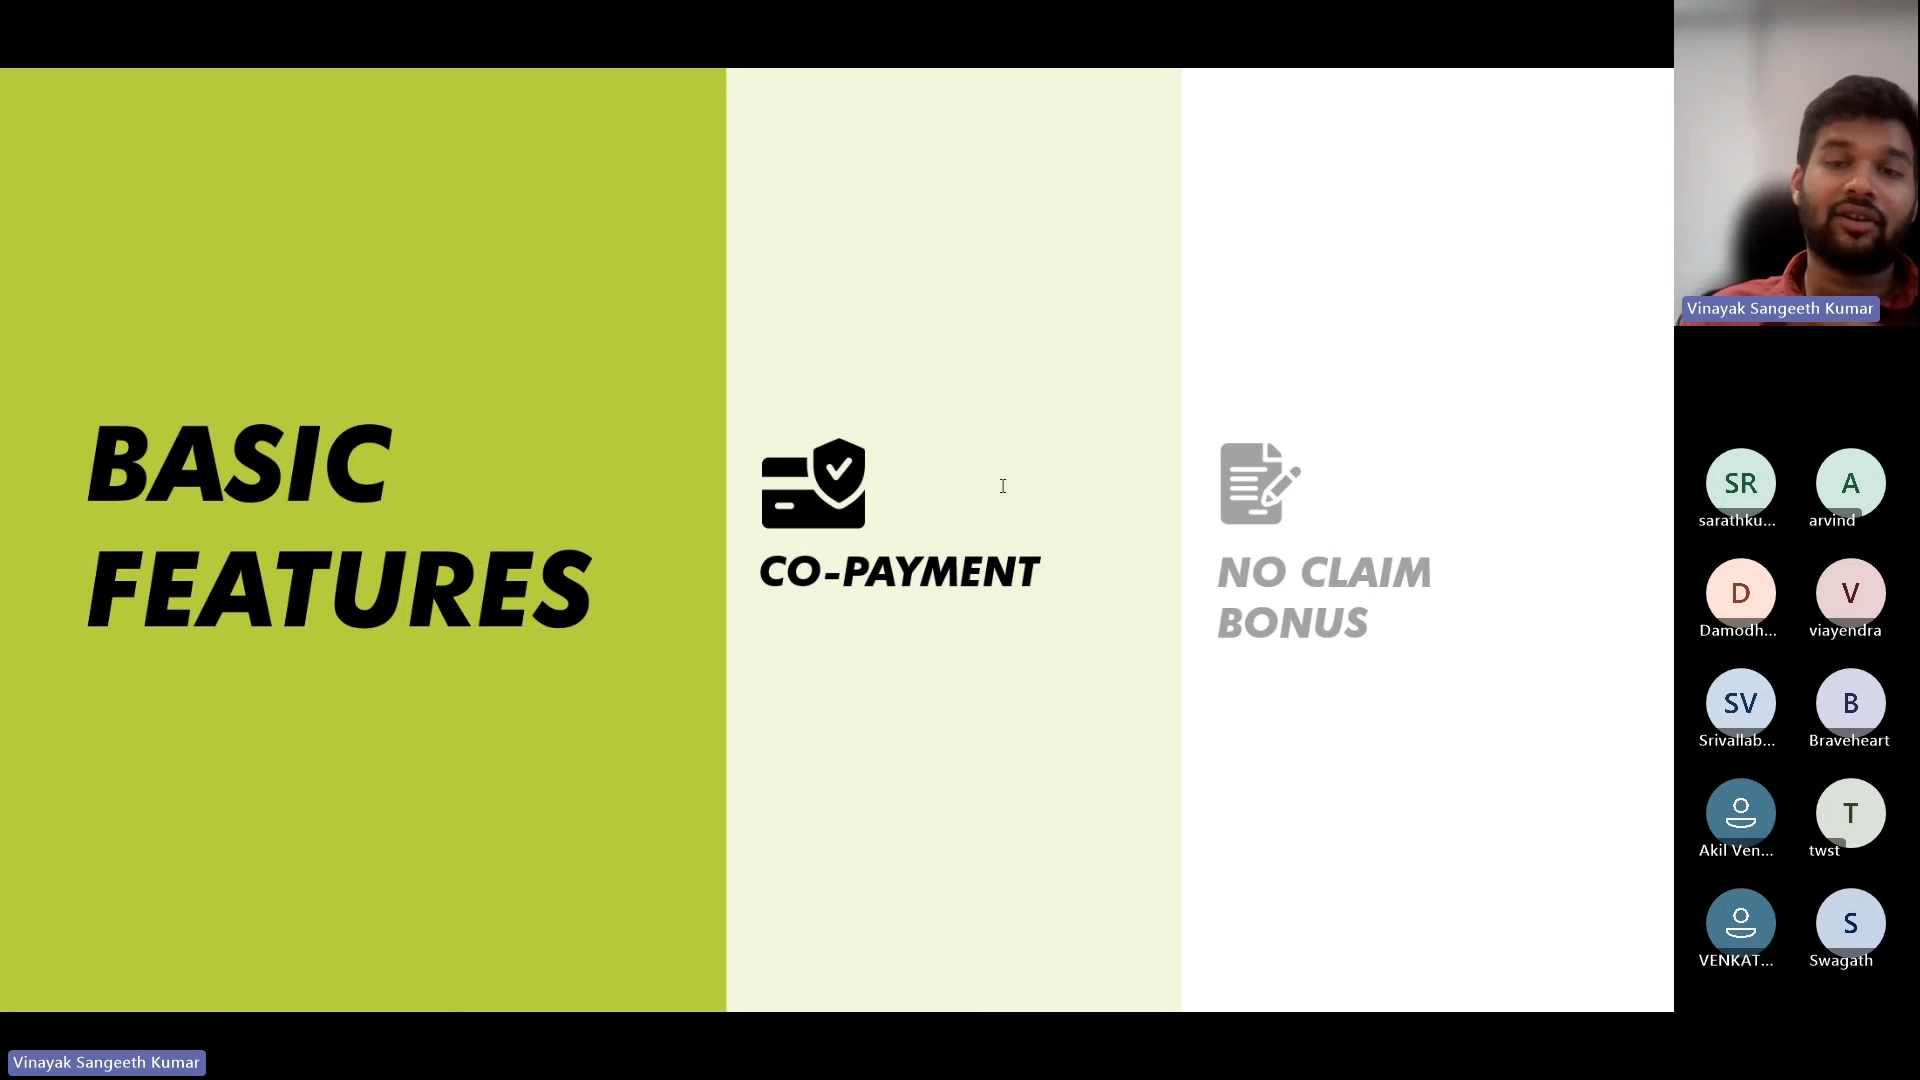 BASIC
FEATURES
CO-PAYMENT
NO CLAIM
BONUS
Vinayak Sangeeth Kumar
SR
A
sarathku...
arvind
D
V
Damodh...
viayendra
SV
B
Srivallab...
Braveheart
T
Akil Ven...
twst
S
VENKAT...
Swagath
Vinayak Sangeeth Kumar